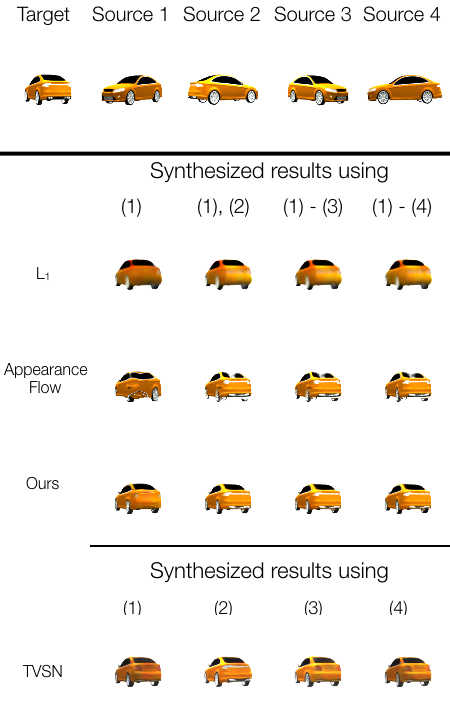 Target Source 1 Source 2 Source 3 Source 4
Synthesized results using
(1) (1), (2) (1) - (3) (1) - (4)
L₁
Appearance
Flow
Ours
Synthesized results using
(1) (2) (3) (4)
TVSN